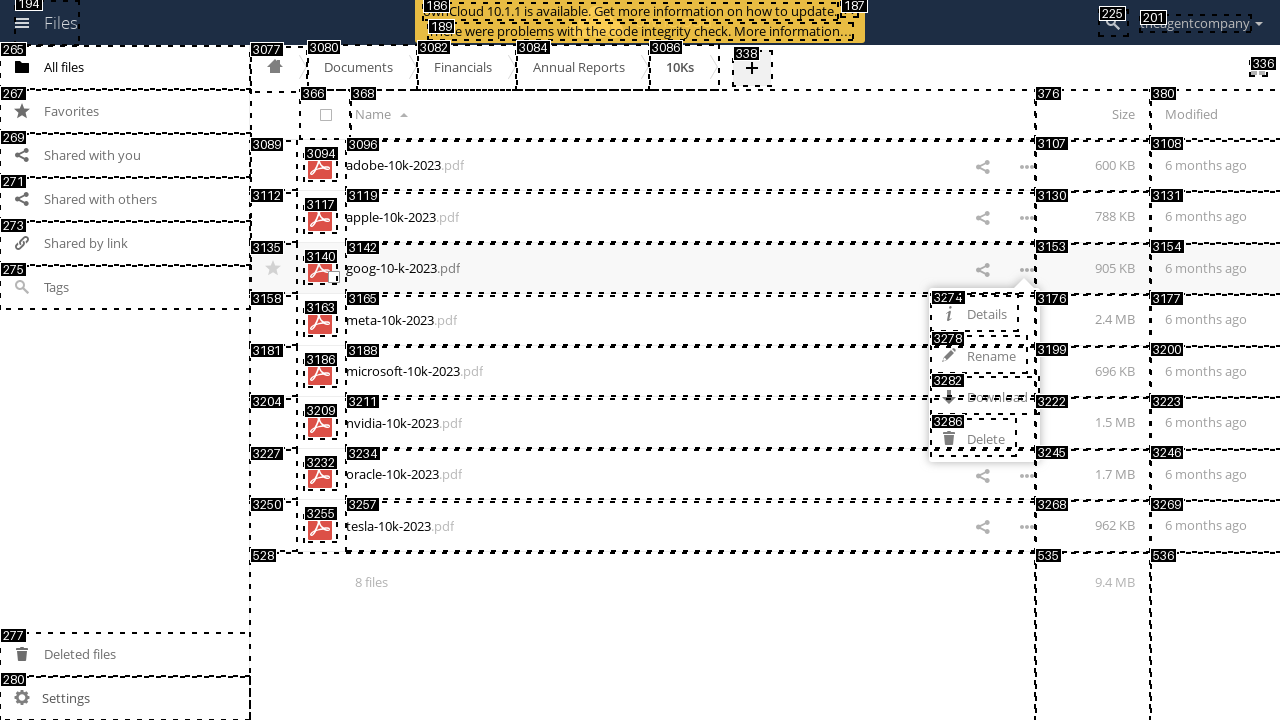 194
Files
186
ownCloud 10.1.1 is available. Get more information on how to update.
187
189
There were problems with the code integrity check. More information…
225
201
theagentcompany
265
All files
3077
3080
Documents
3082
Financials
3084
Annual Reports
3086
10Ks
338
+
336
267
Favorites
366
368
Name
376
Size
380
Modified
269
Shared with you
3089
3094
3096
adobe-10k-2023.pdf
3107
600 KB
3108
6 months ago
271
Shared with others
3112
3117
3119
apple-10k-2023.pdf
3130
788 KB
3131
6 months ago
273
Shared by link
3135
3140
3142
goog-10-k-2023.pdf
3153
905 KB
3154
6 months ago
275
Tags
3158
3163
3165
meta-10k-2023.pdf
3274
Details
3176
2.4 MB
3177
6 months ago
3278
Rename
3181
3186
3188
microsoft-10k-2023.pdf
3199
696 KB
3200
6 months ago
3282
Download
3204
3209
3211
nvidia-10k-2023.pdf
3222
1.5 MB
3223
6 months ago
3286
Delete
3227
3232
3234
oracle-10k-2023.pdf
3245
1.7 MB
3246
6 months ago
3250
3255
3257
tesla-10k-2023.pdf
3268
962 KB
3269
6 months ago
528
8 files
535
9.4 MB
536
277
Deleted files
280
Settings